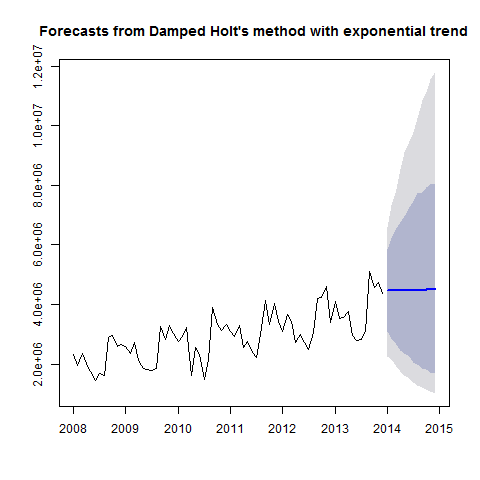 Forecasts from Damped Holt's method with exponential trend
1.2e+07
1.0e+07
8.0e+06
6.0e+06
4.0e+06
2.0e+06
2008 2009 2010 2011 2012 2013 2014 2015